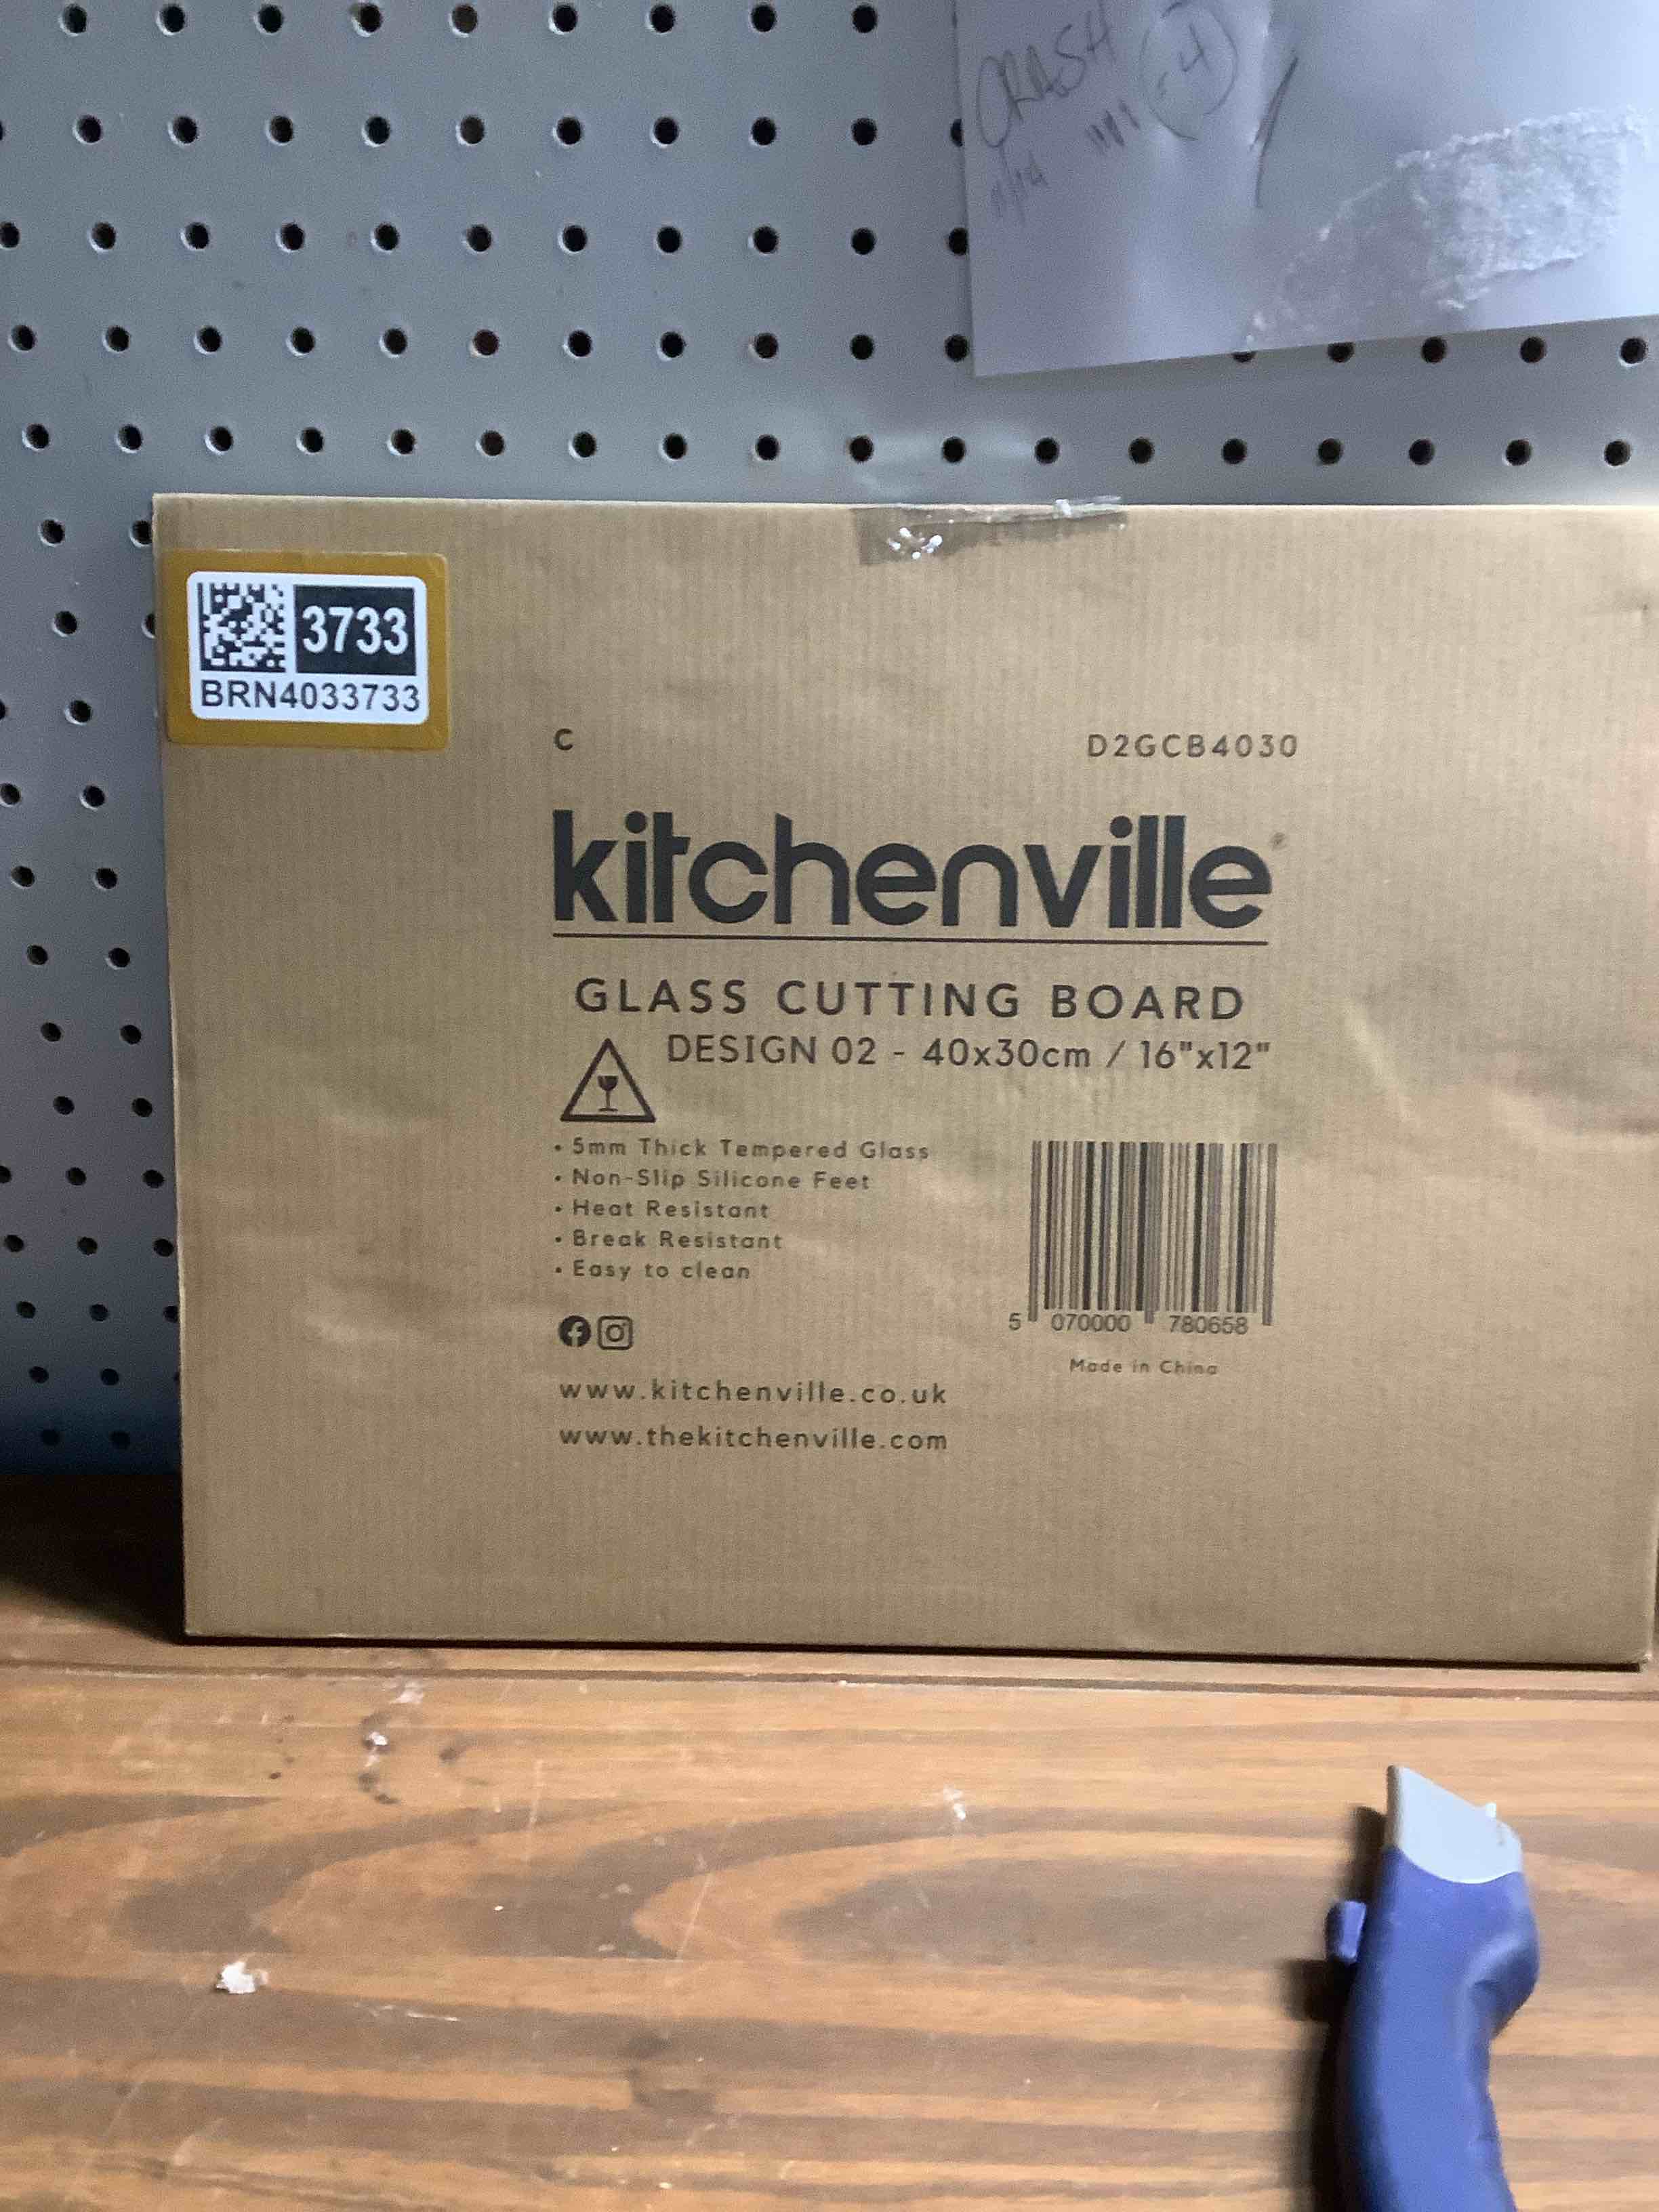 CRASH
-4
3733
BRN4033733
C
D2GCB4030
kitchenville
GLASS CUTTING BOARD
DESIGN 02 - 40x30cm / 16"x12"
• 5mm Thick Tempered Glass
• Non-Slip Silicone Feet
• Heat Resistant
• Break Resistant
• Easy to clean
5 070000 780658
Made in China
www.kitchenville.co.uk
www.thekitchenville.com